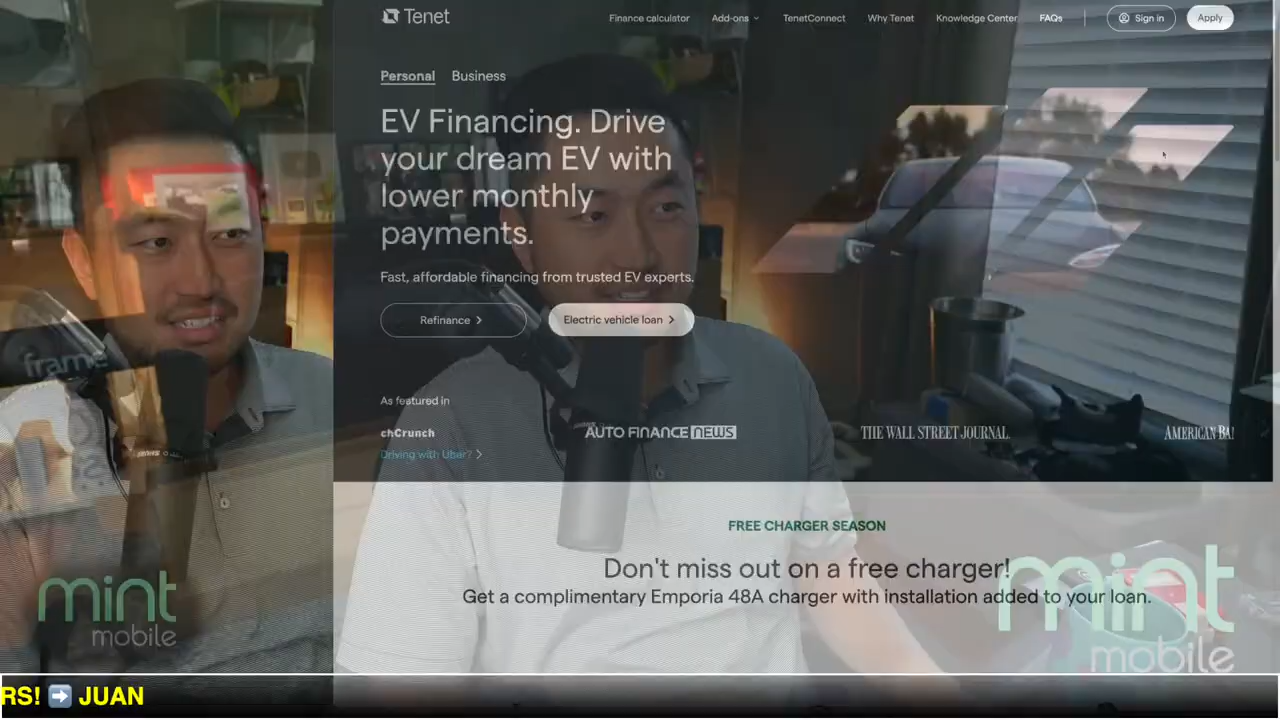 Tenet
Finance calculator
Add-ons
TenetConnect
Why Tenet
Knowledge Center
FAQs
Sign in
Apply
Personal
Business
EV Financing. Drive
your dream EV with
lower monthly
payments.
Fast, affordable financing from trusted EV experts.
Refinance
Electric vehicle loan
frame
As featured in
chCrunch
AUTO FINANCE NEWS
THE WALL STREET JOURNAL.
AMERICAN BA!
Driving with Uber?
FREE CHARGER SEASON
Don't miss out on a free charger!
Get a complimentary Emporia 48A charger with installation added to your loan.
mint
mobile
mint
mobile
RS! ➡️ JUAN